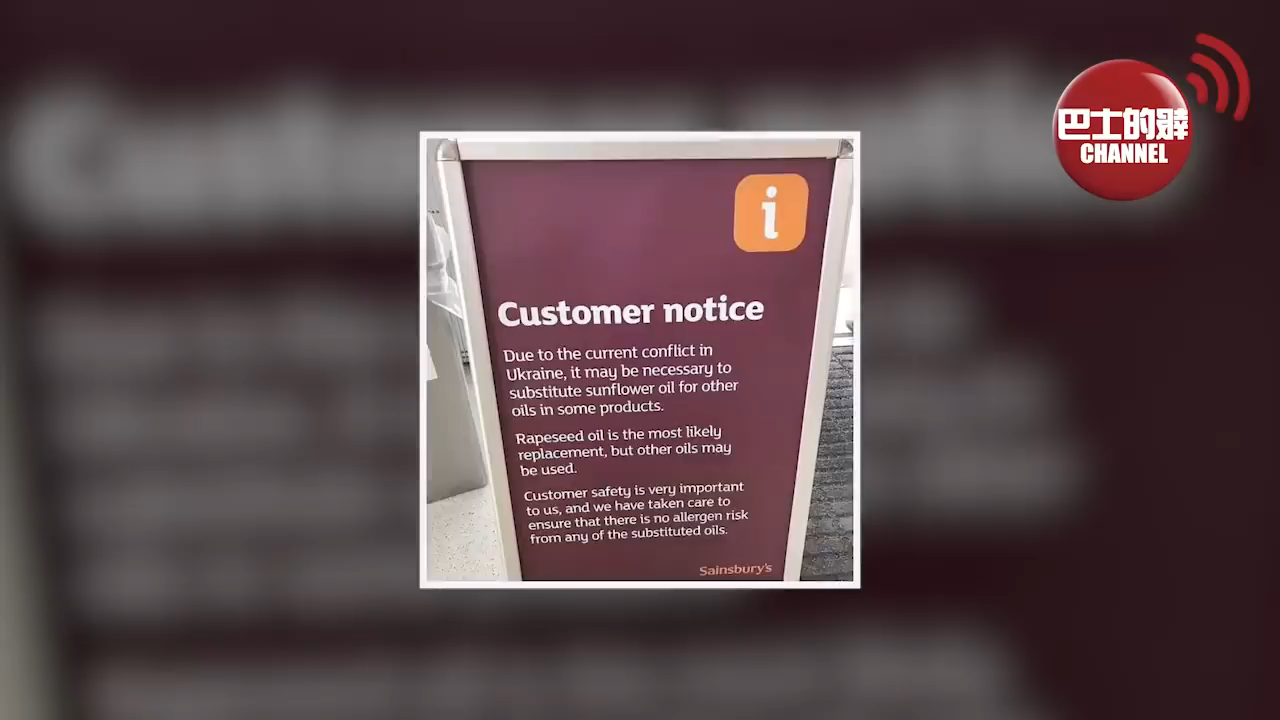 巴士的報
CHANNEL
i
Customer notice
Due to the current conflict in
Ukraine, it may be necessary to
substitute sunflower oil for other
oils in some products.
Rapeseed oil is the most likely
replacement, but other oils may
be used.
Customer safety is very important
to us, and we have taken care to
ensure that there is no allergen risk
from any of the substituted oils.
Sainsbury's